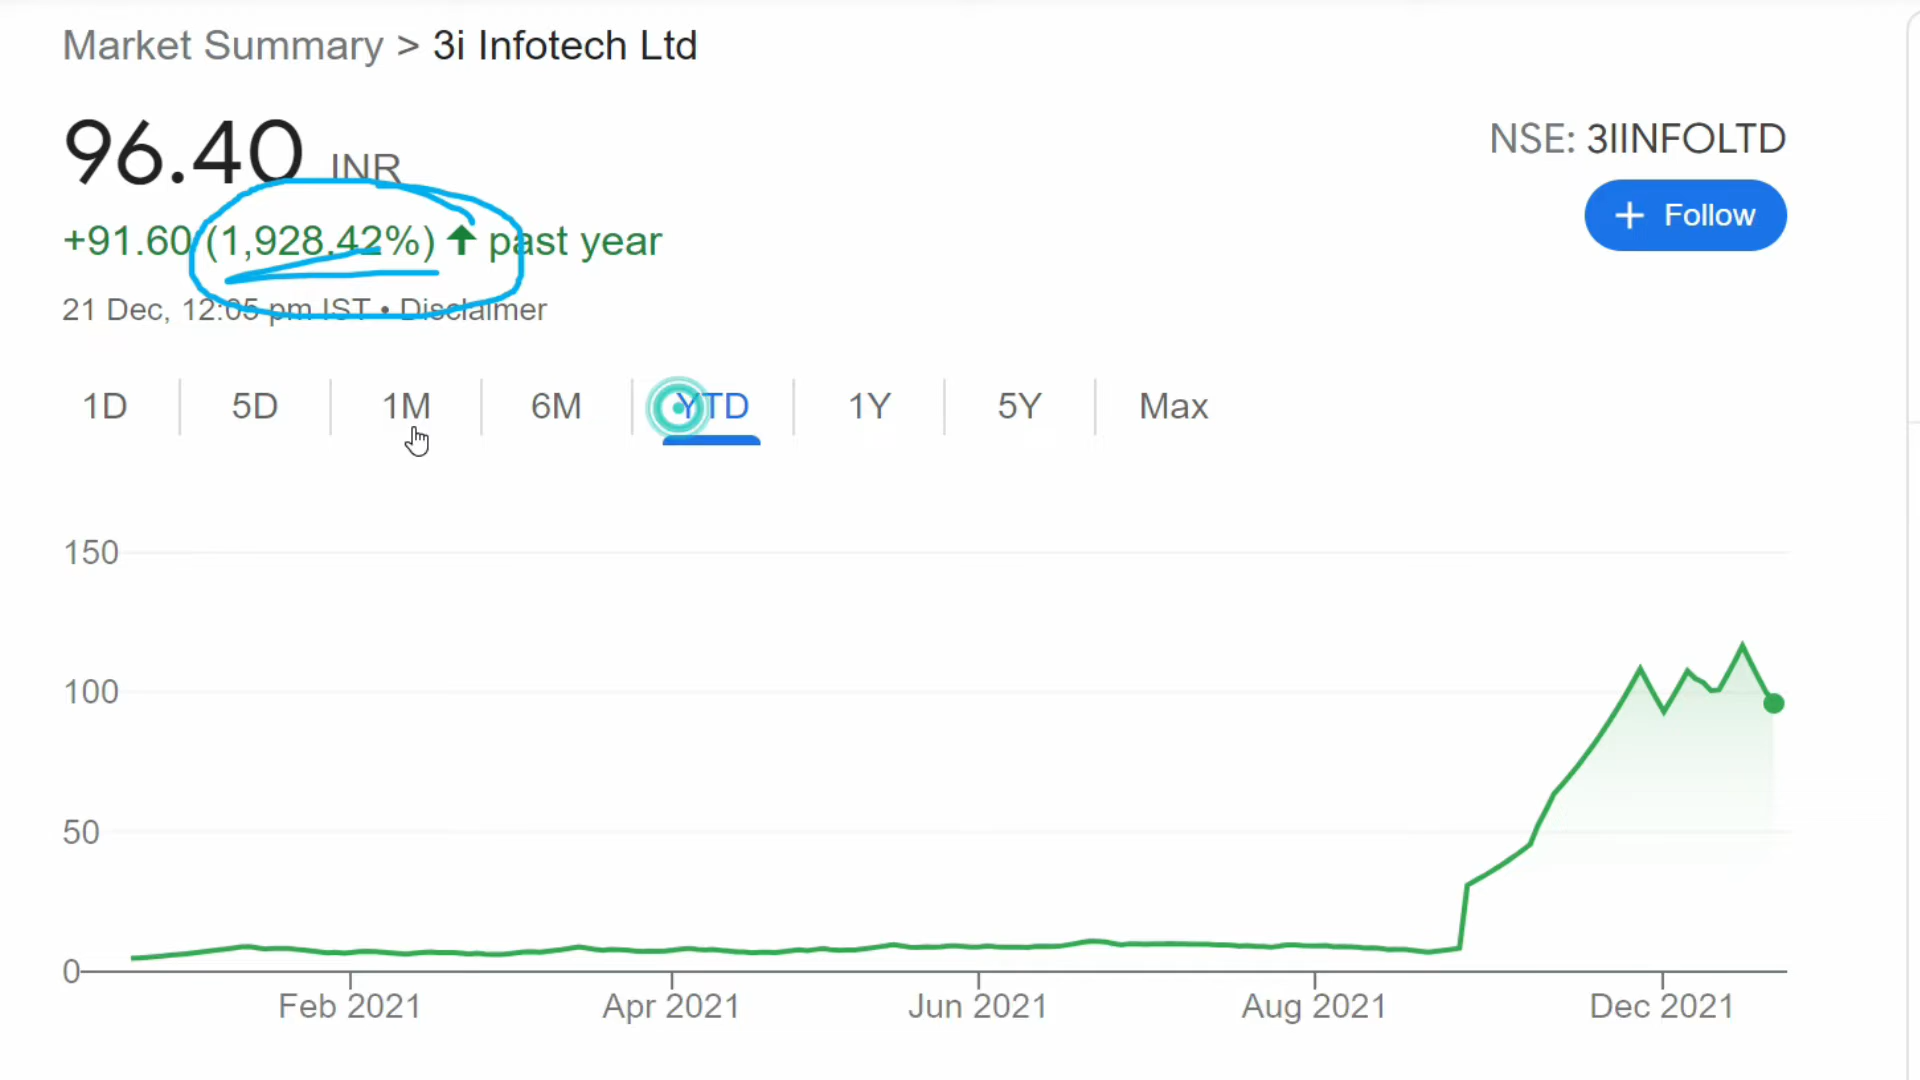 Market Summary > 3i Infotech Ltd
96.40 INR
NSE: 3IINFOLTD
+ Follow
+91.60 (1,928.42%) ↑ past year
21 Dec, 12:05 pm IST • Disclaimer
1D 5D 1M 6M YTD 1Y 5Y Max
150
100
50
0
Feb 2021 Apr 2021 Jun 2021 Aug 2021 Dec 2021